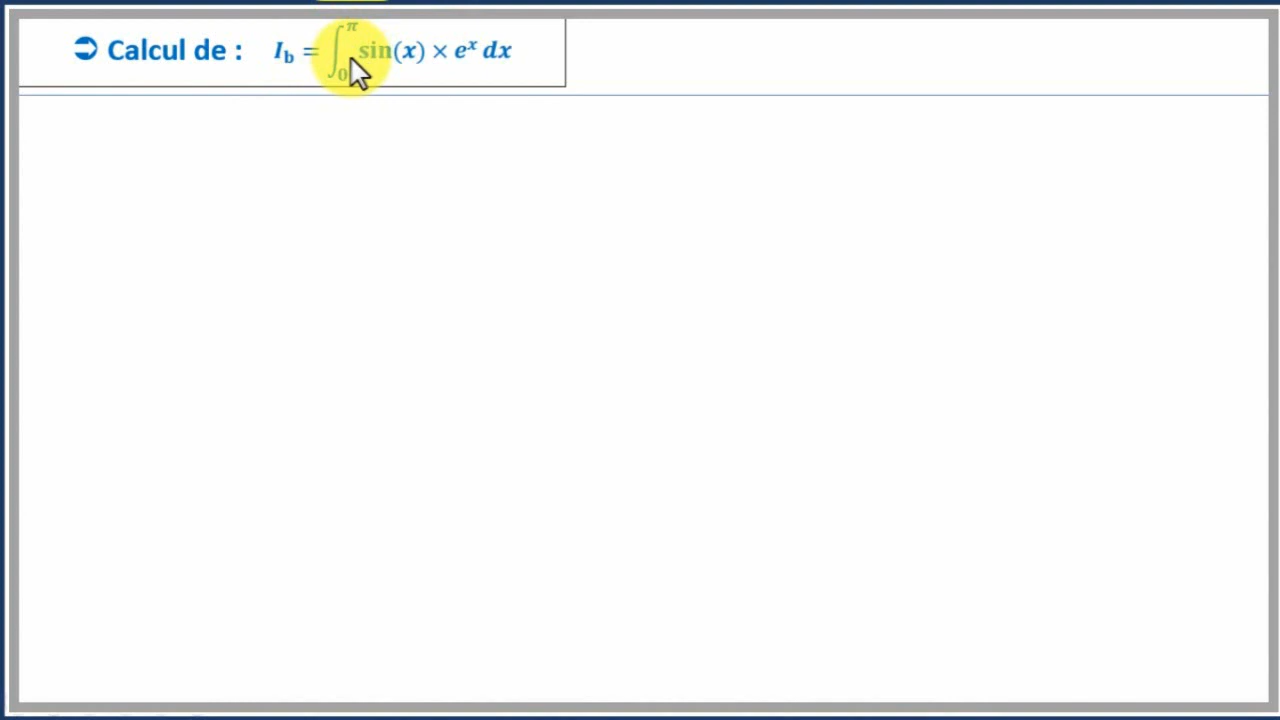 ➲ Calcul de : I_b = ∫_0^π sin(x) × e^x dx